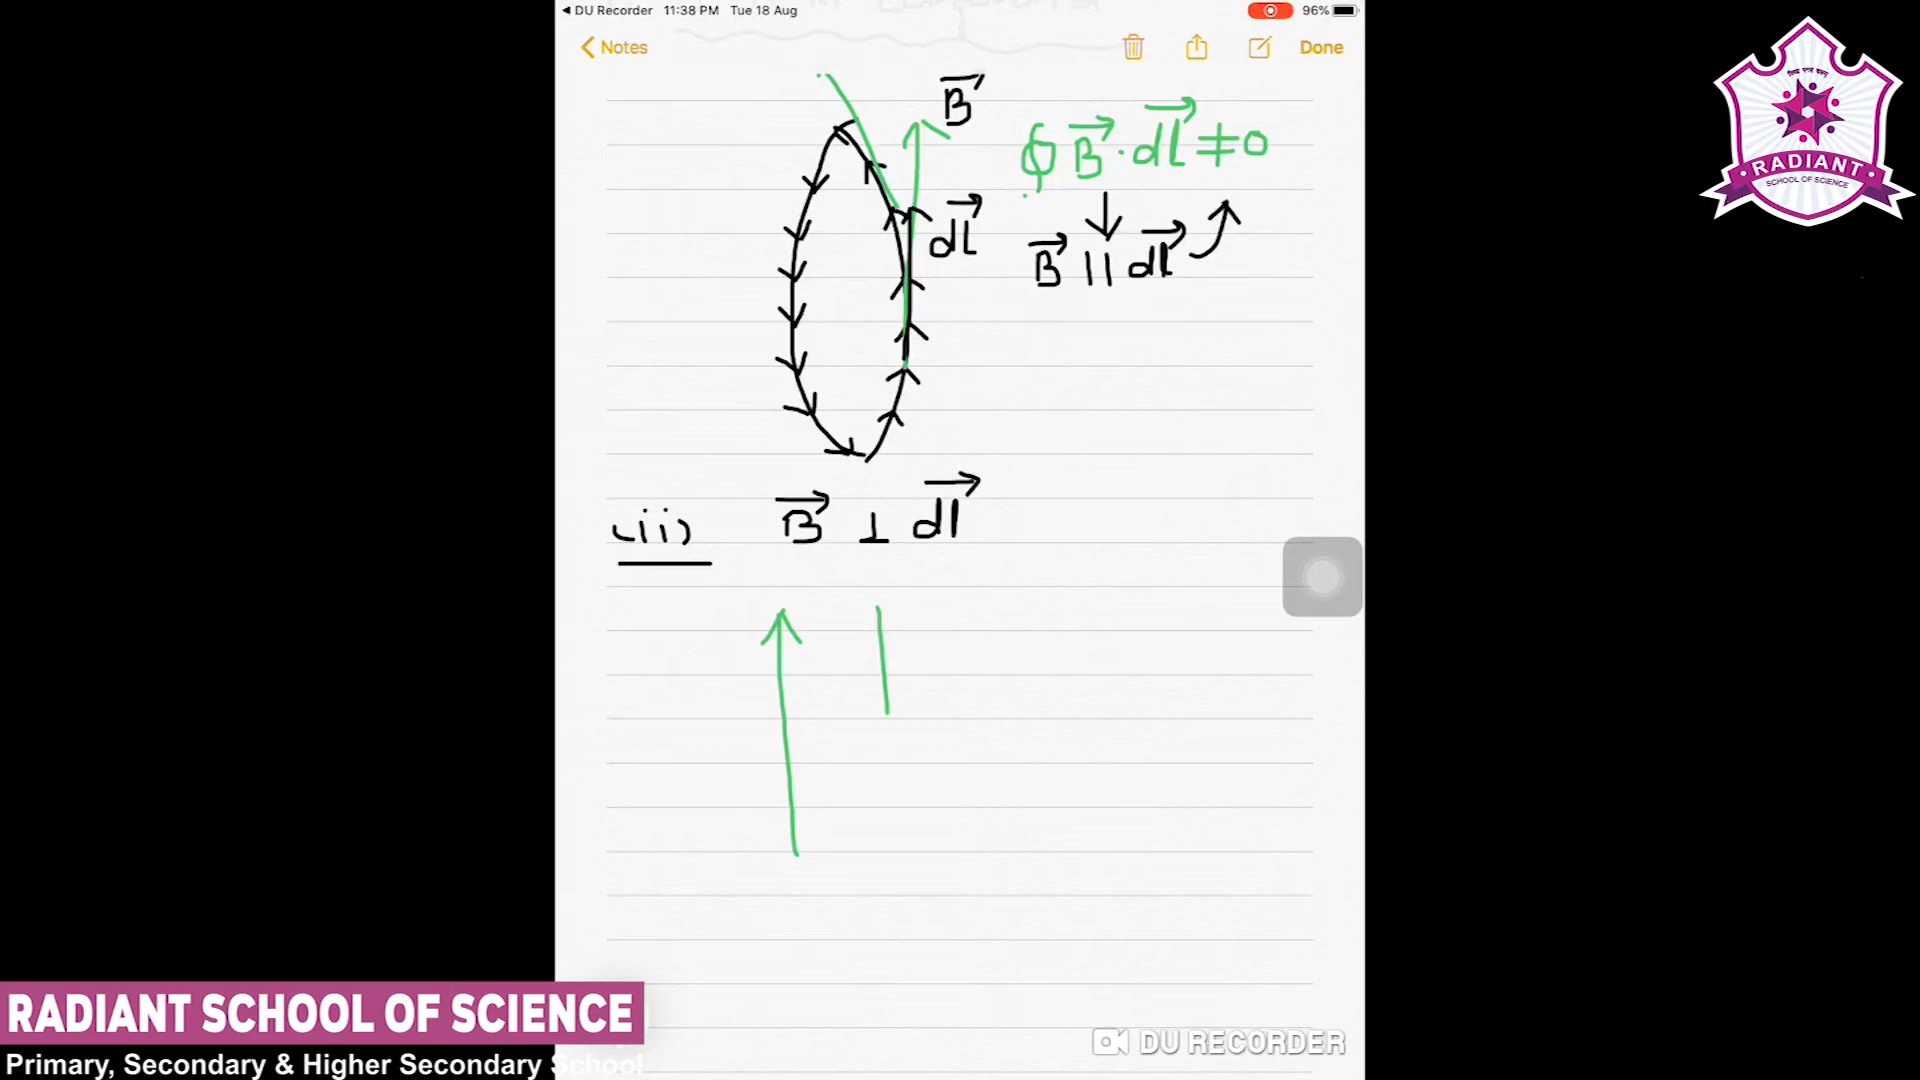 DU Recorder 11:38 PM Tue 18 Aug 96%
Notes Done
B⃗
∮ B⃗ · dl⃗ ≠ 0
dl⃗
B⃗ || dl⃗
(ii) B⃗ ⊥ dl⃗
RADIANT
SCHOOL OF SCIENCE
RADIANT SCHOOL OF SCIENCE
Primary, Secondary & Higher Secondary School
DU RECORDER